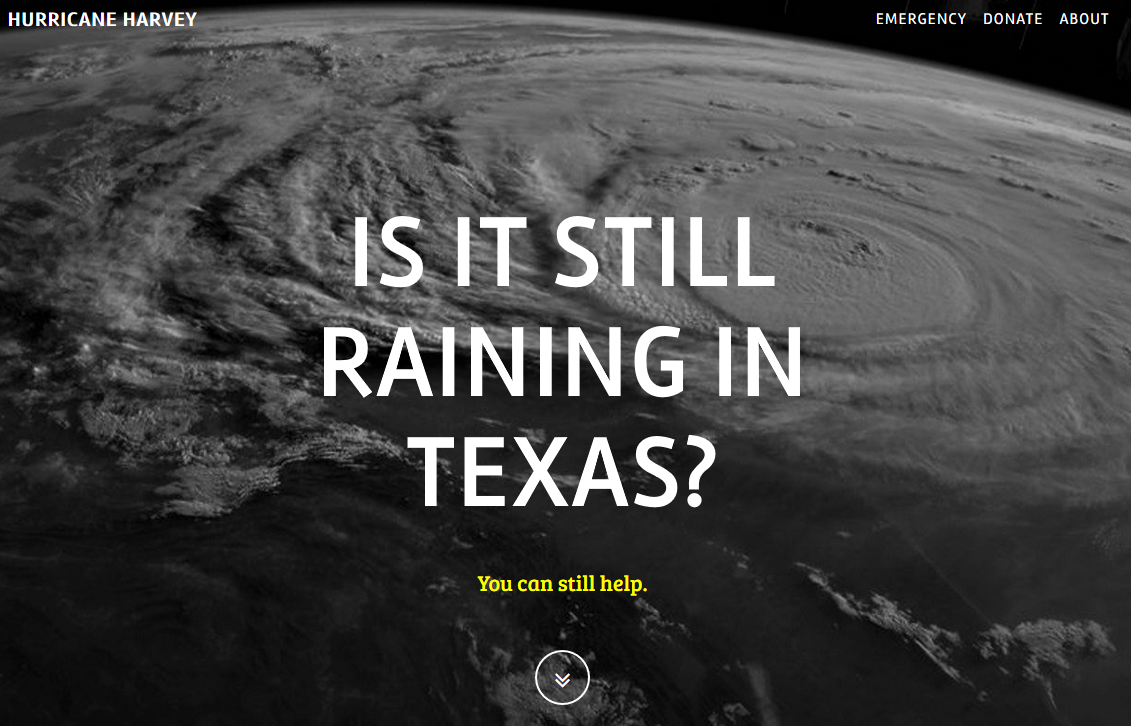 HURRICANE HARVEY
EMERGENCY DONATE ABOUT
IS IT STILL
RAINING IN
TEXAS?
You can still help.